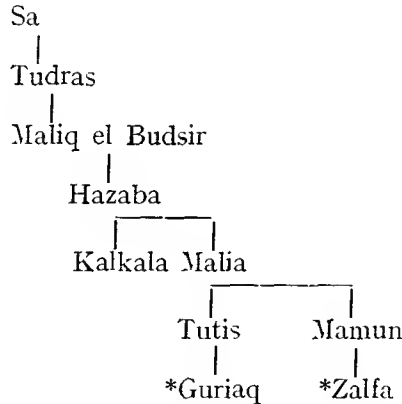 Sa
Tudras
Maliq el Budsir
Hazaba
Kalkala Malia
Tutis Mamun
*Guriaq *Zalfa